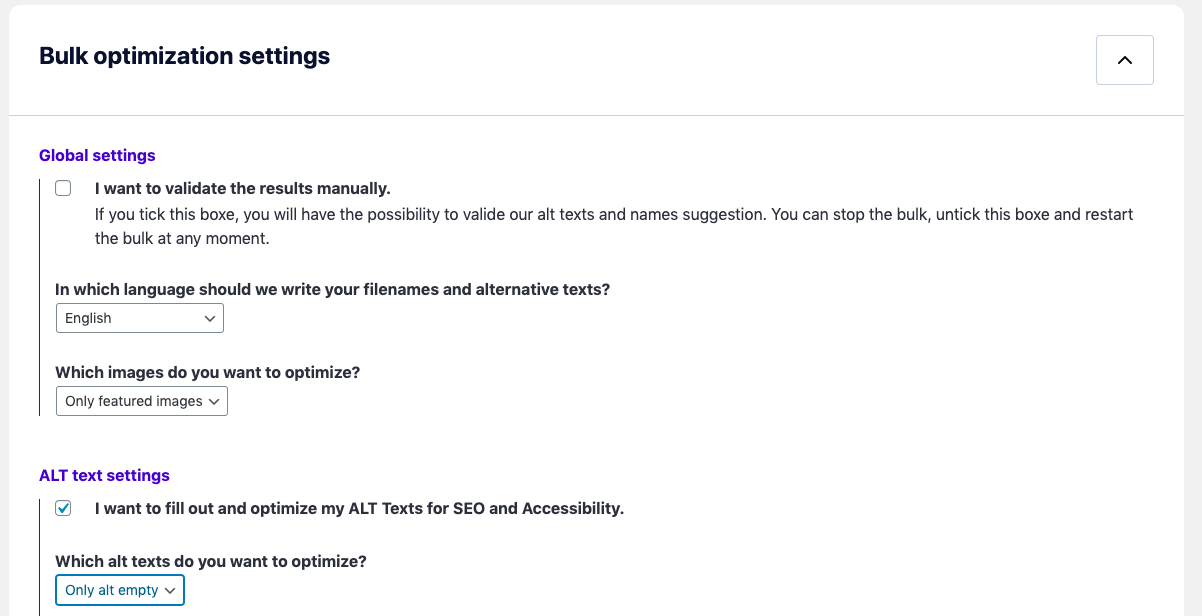 Bulk optimization settings
Global settings
I want to validate the results manually.
If you tick this boxe, you will have the possibility to valide our alt texts and names suggestion. You can stop the bulk, untick this boxe and restart
the bulk at any moment.
In which language should we write your filenames and alternative texts?
English
Which images do you want to optimize?
Only featured images
ALT text settings
I want to fill out and optimize my ALT Texts for SEO and Accessibility.
Which alt texts do you want to optimize?
Only alt empty